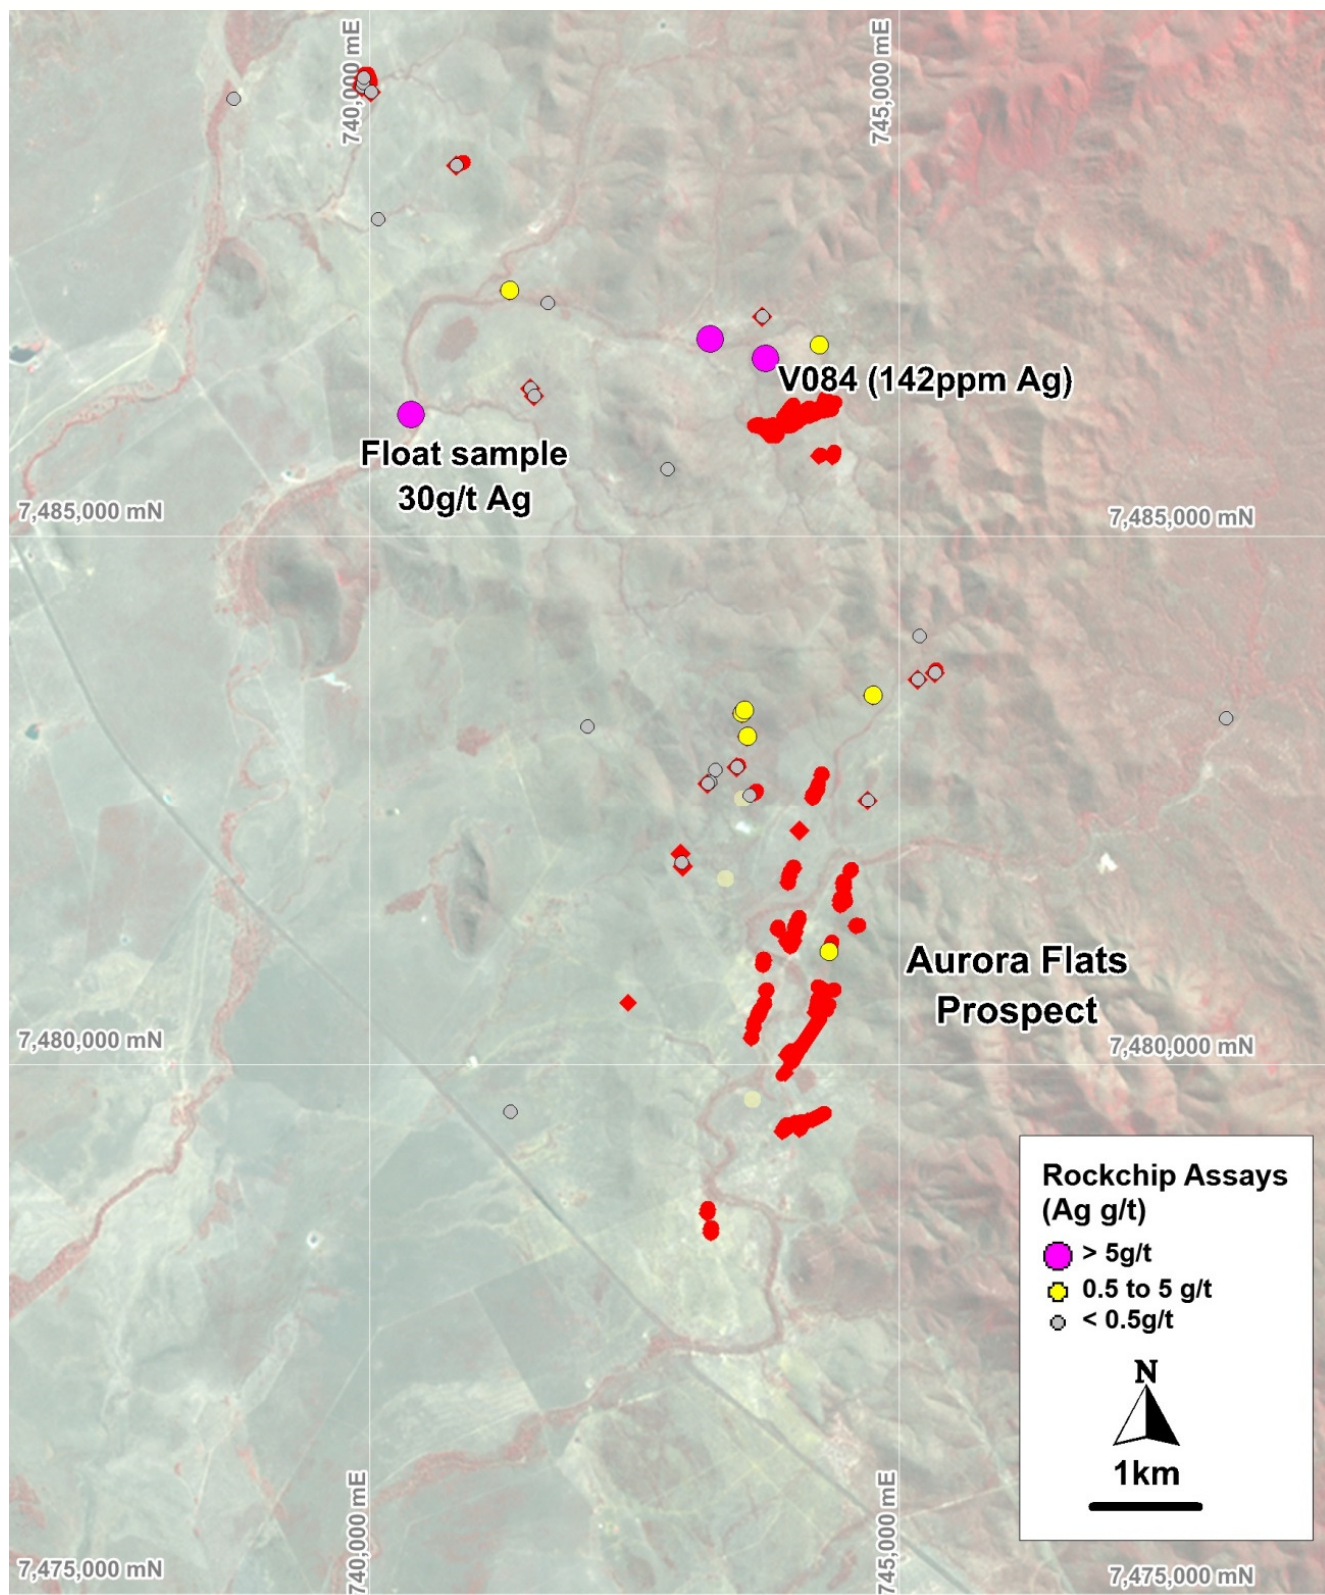 740,000 mE
745,000 mE
V084 (142ppm Ag)
Float sample
30g/t Ag
7,485,000 mN
7,485,000 mN
Aurora Flats
Prospect
7,480,000 mN
7,480,000 mN
Rockchip Assays
(Ag g/t)
> 5g/t
0.5 to 5 g/t
< 0.5g/t
N
1km
740,000 mE
745,000 mE
7,475,000 mN
7,475,000 mN